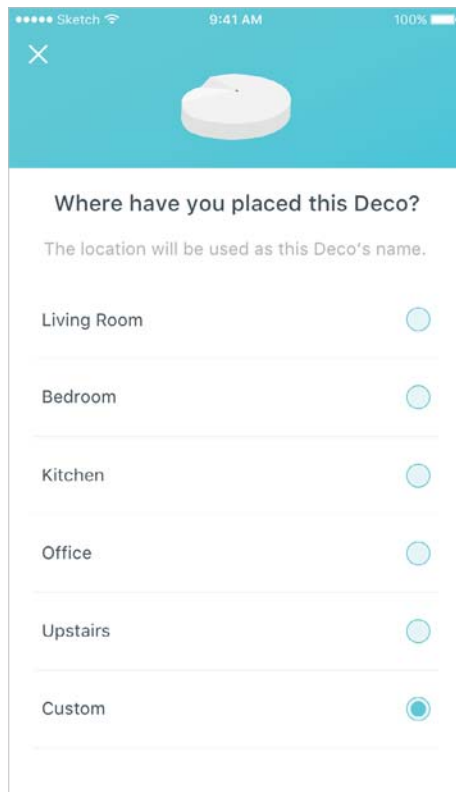 Sketch 9:41 AM 100%
Where have you placed this Deco?
The location will be used as this Deco's name.
Living Room
Bedroom
Kitchen
Office
Upstairs
Custom